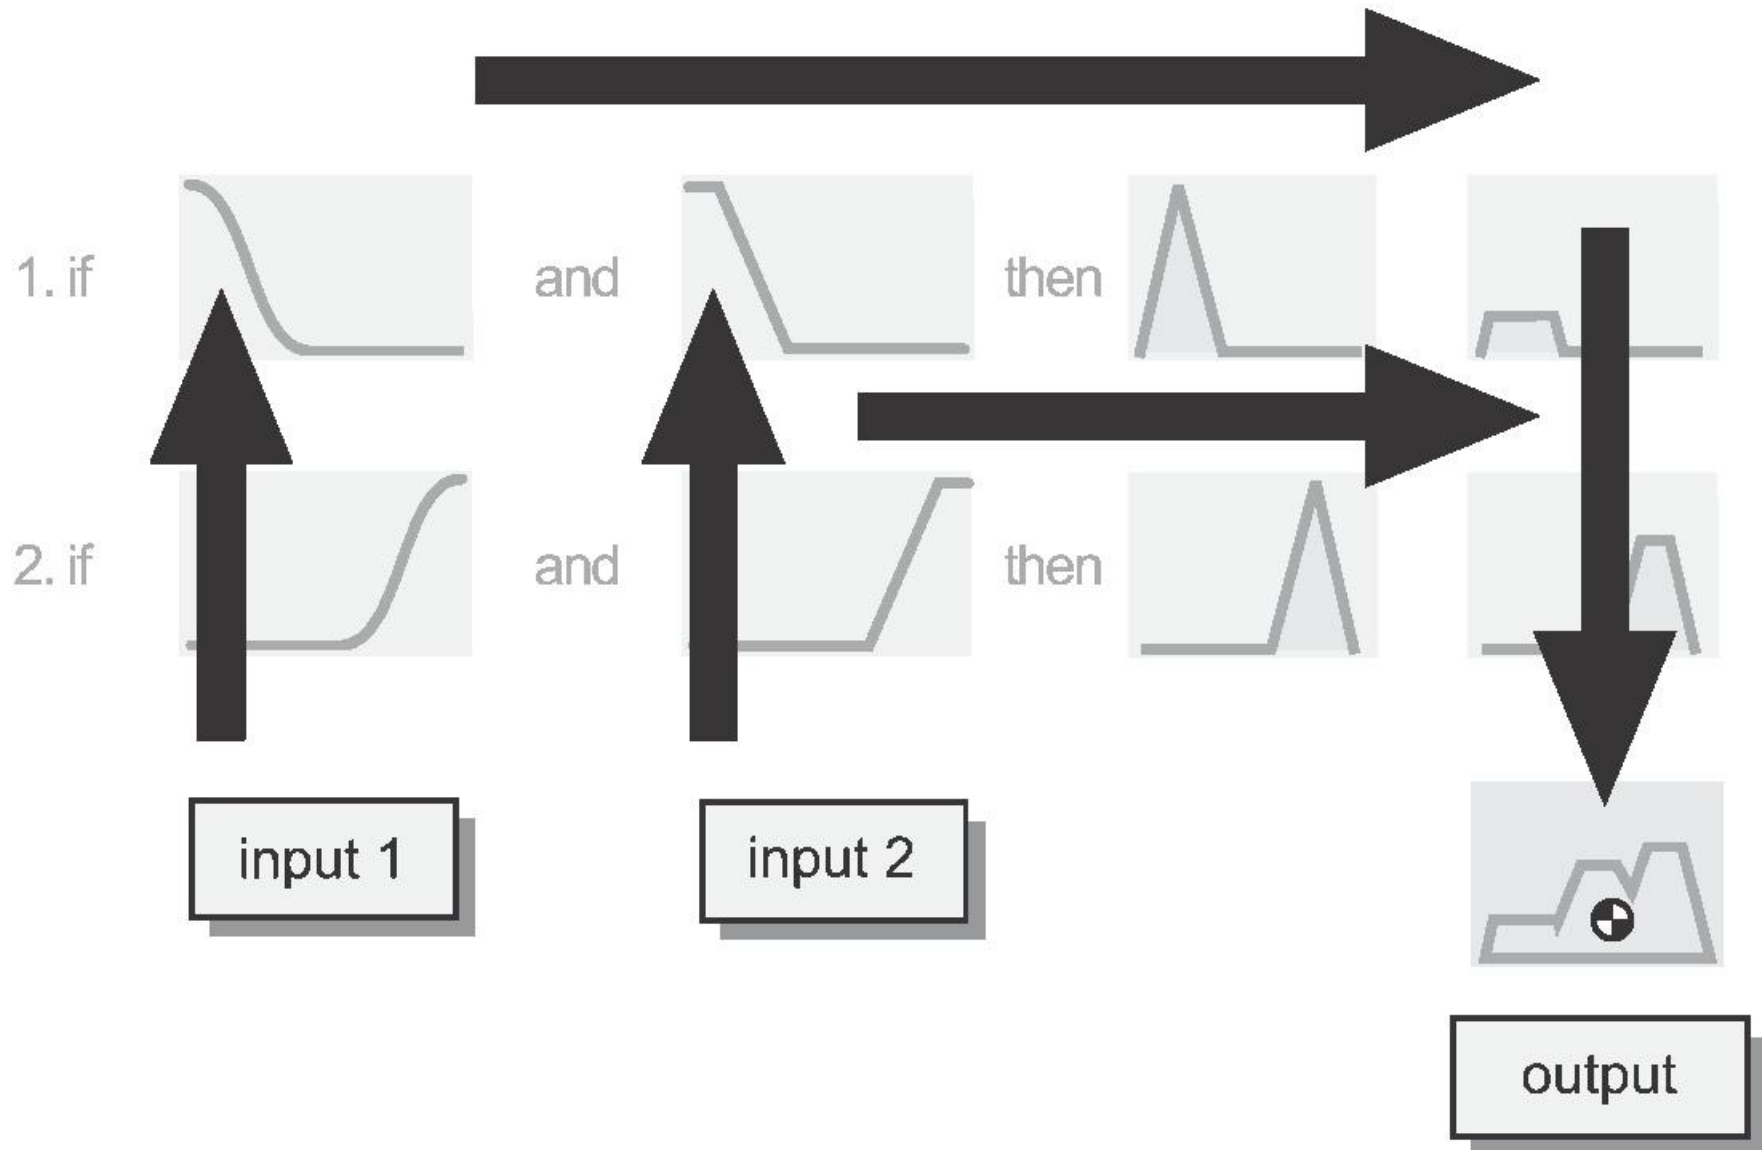 1. if and then
2. if and then
input 1 input 2
output